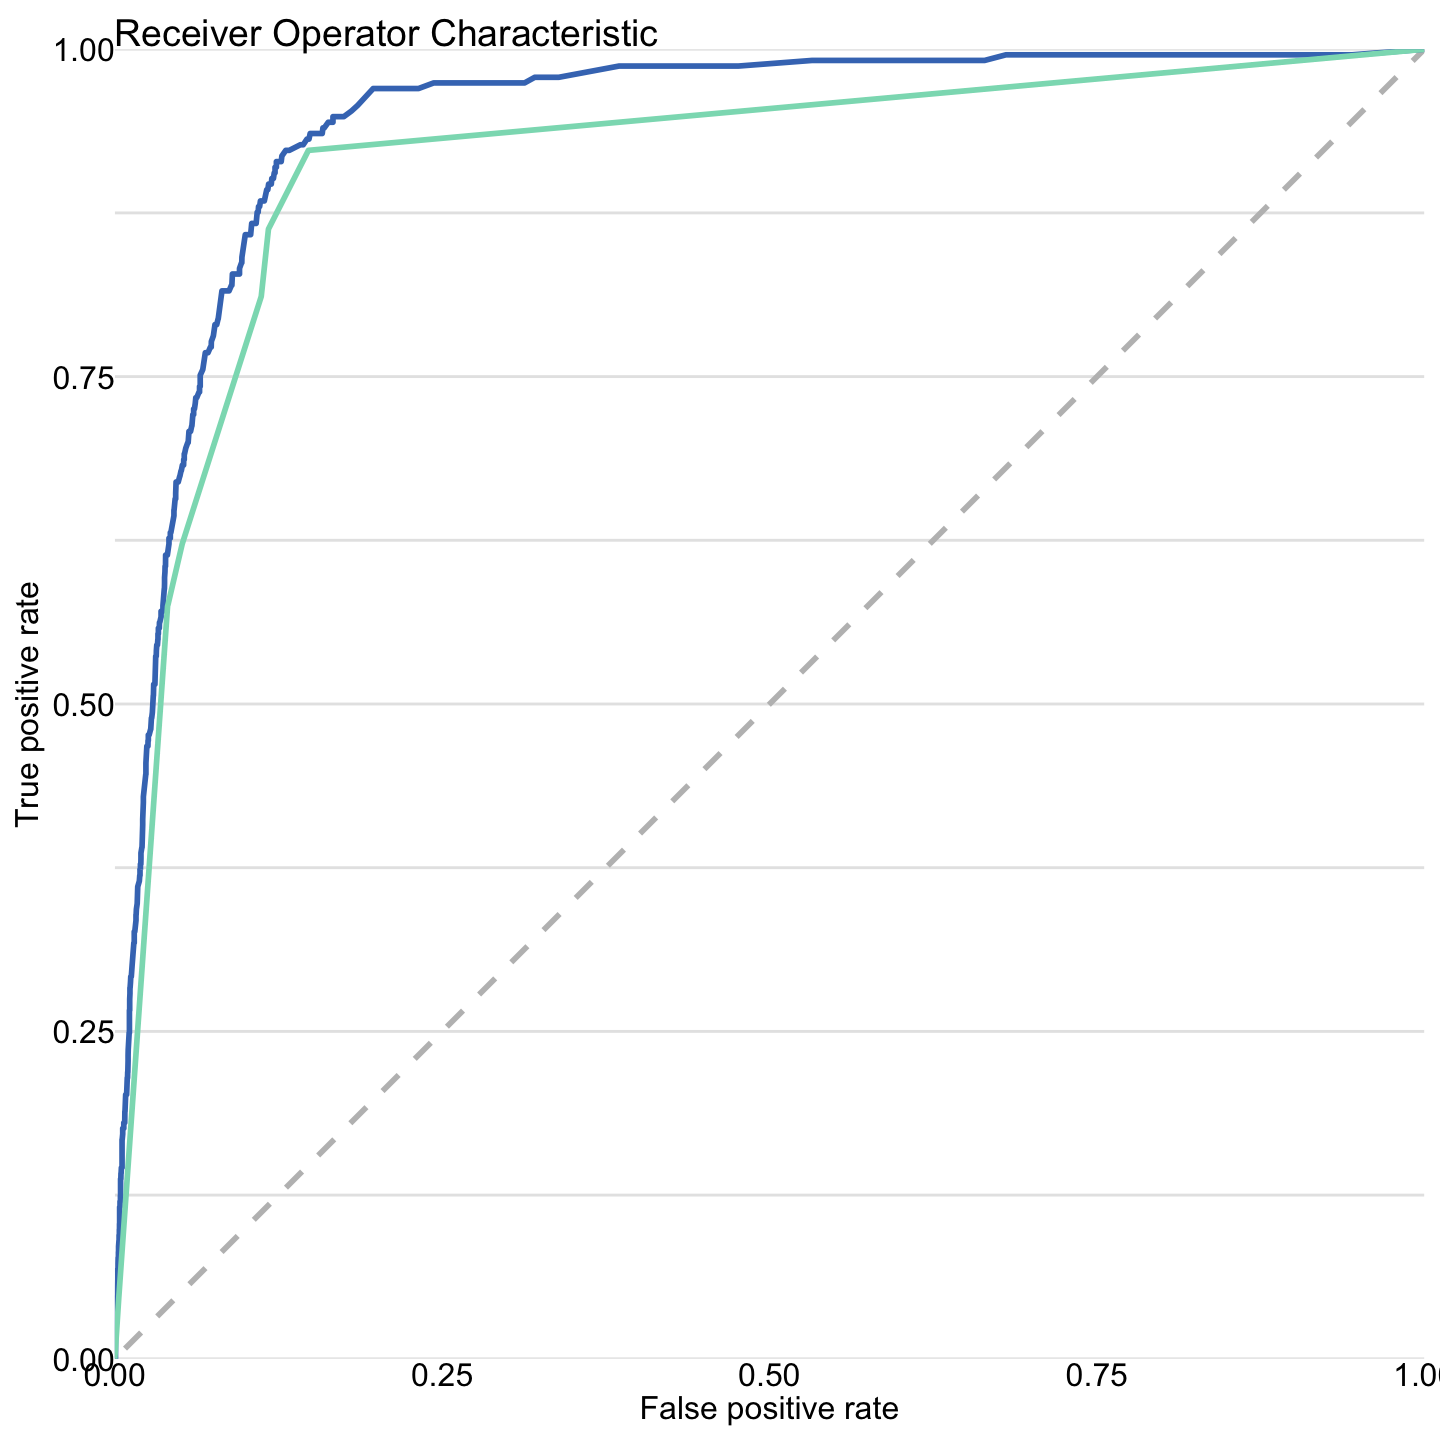 Receiver Operator Characteristic
1.00
0.75
0.50
0.25
0.00
True positive rate
0.00 0.25 0.50 0.75 1.0
False positive rate